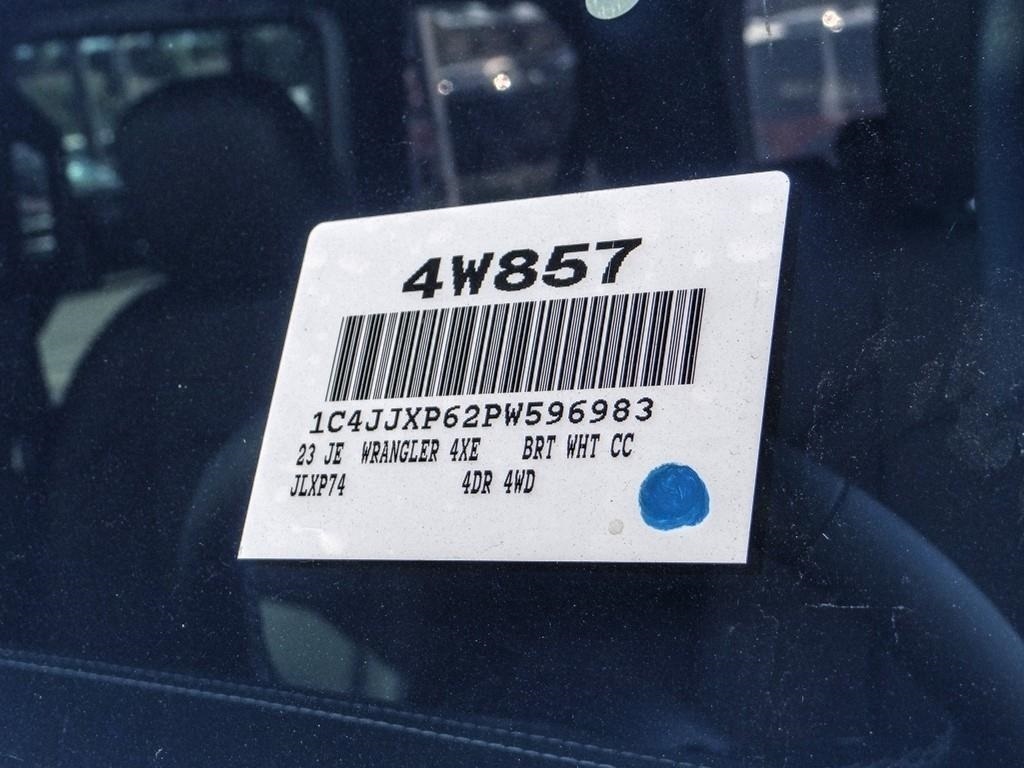 4W857
1C4JJXP62PW596983
23 JE WRANGLER 4XE BRT WHT CC
JLXP74 4DR 4WD